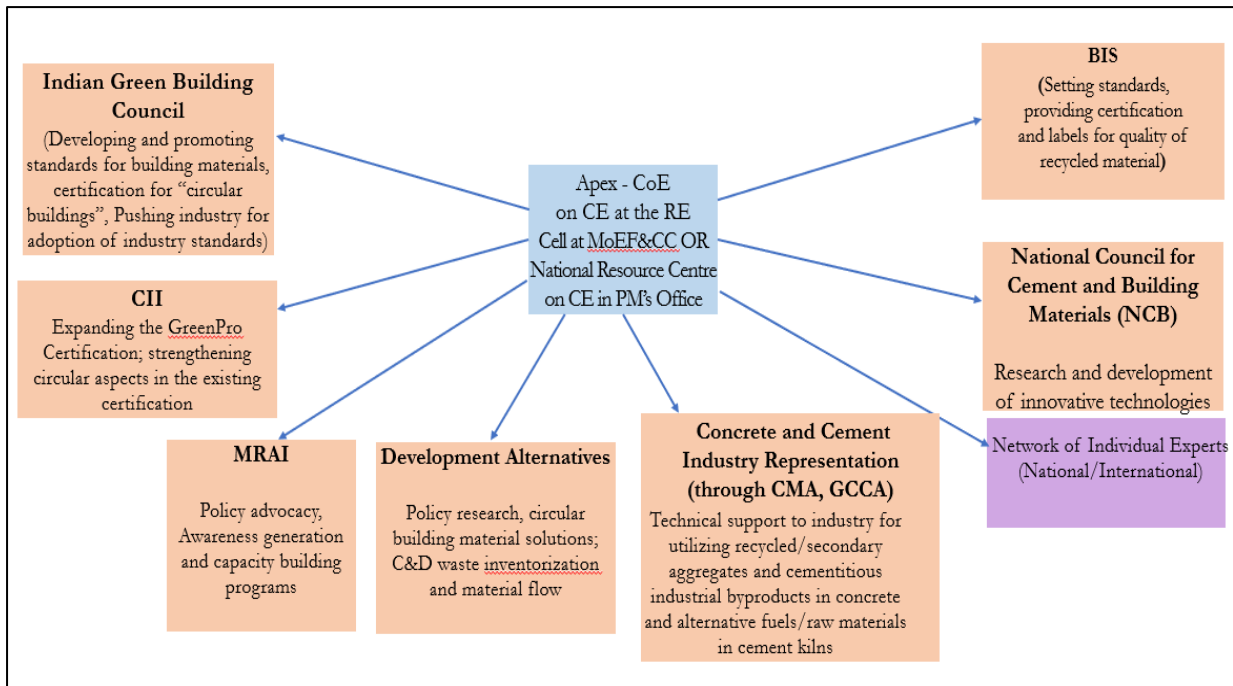 Indian Green Building
Council
(Developing and promoting
standards for building materials,
certification for “circular
buildings”, Pushing industry for
adoption of industry standards)
BIS
(Setting standards,
providing certification
and labels for quality of
recycled material)
Apex - CoE
on CE at the RE
Cell at MoEF&CC OR
National Resource Centre
on CE in PM’s Office
CII
Expanding the GreenPro
Certification; strengthening
circular aspects in the existing
certification
National Council for
Cement and Building
Materials (NCB)
Research and development
of innovative technologies
MRAI
Policy advocacy,
Awareness generation
and capacity building
programs
Development Alternatives
Policy research, circular
building material solutions;
C&D waste inventorization
and material flow
Concrete and Cement
Industry Representation
(through CMA, GCCA)
Technical support to industry for
utilizing recycled/secondary
aggregates and cementitious
industrial byproducts in concrete
and alternative fuels/raw materials
in cement kilns
Network of Individual Experts
(National/International)